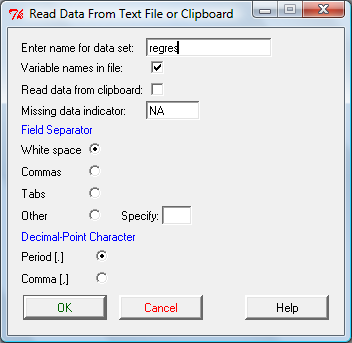 Read Data From Text File or Clipboard
Enter name for data set: regres
Variable names in file:
Read data from clipboard:
Missing data indicator: NA
Field Separator
White space
Commas
Tabs
Other Specify:
Decimal-Point Character
Period [.]
Comma [,]
OK Cancel Help